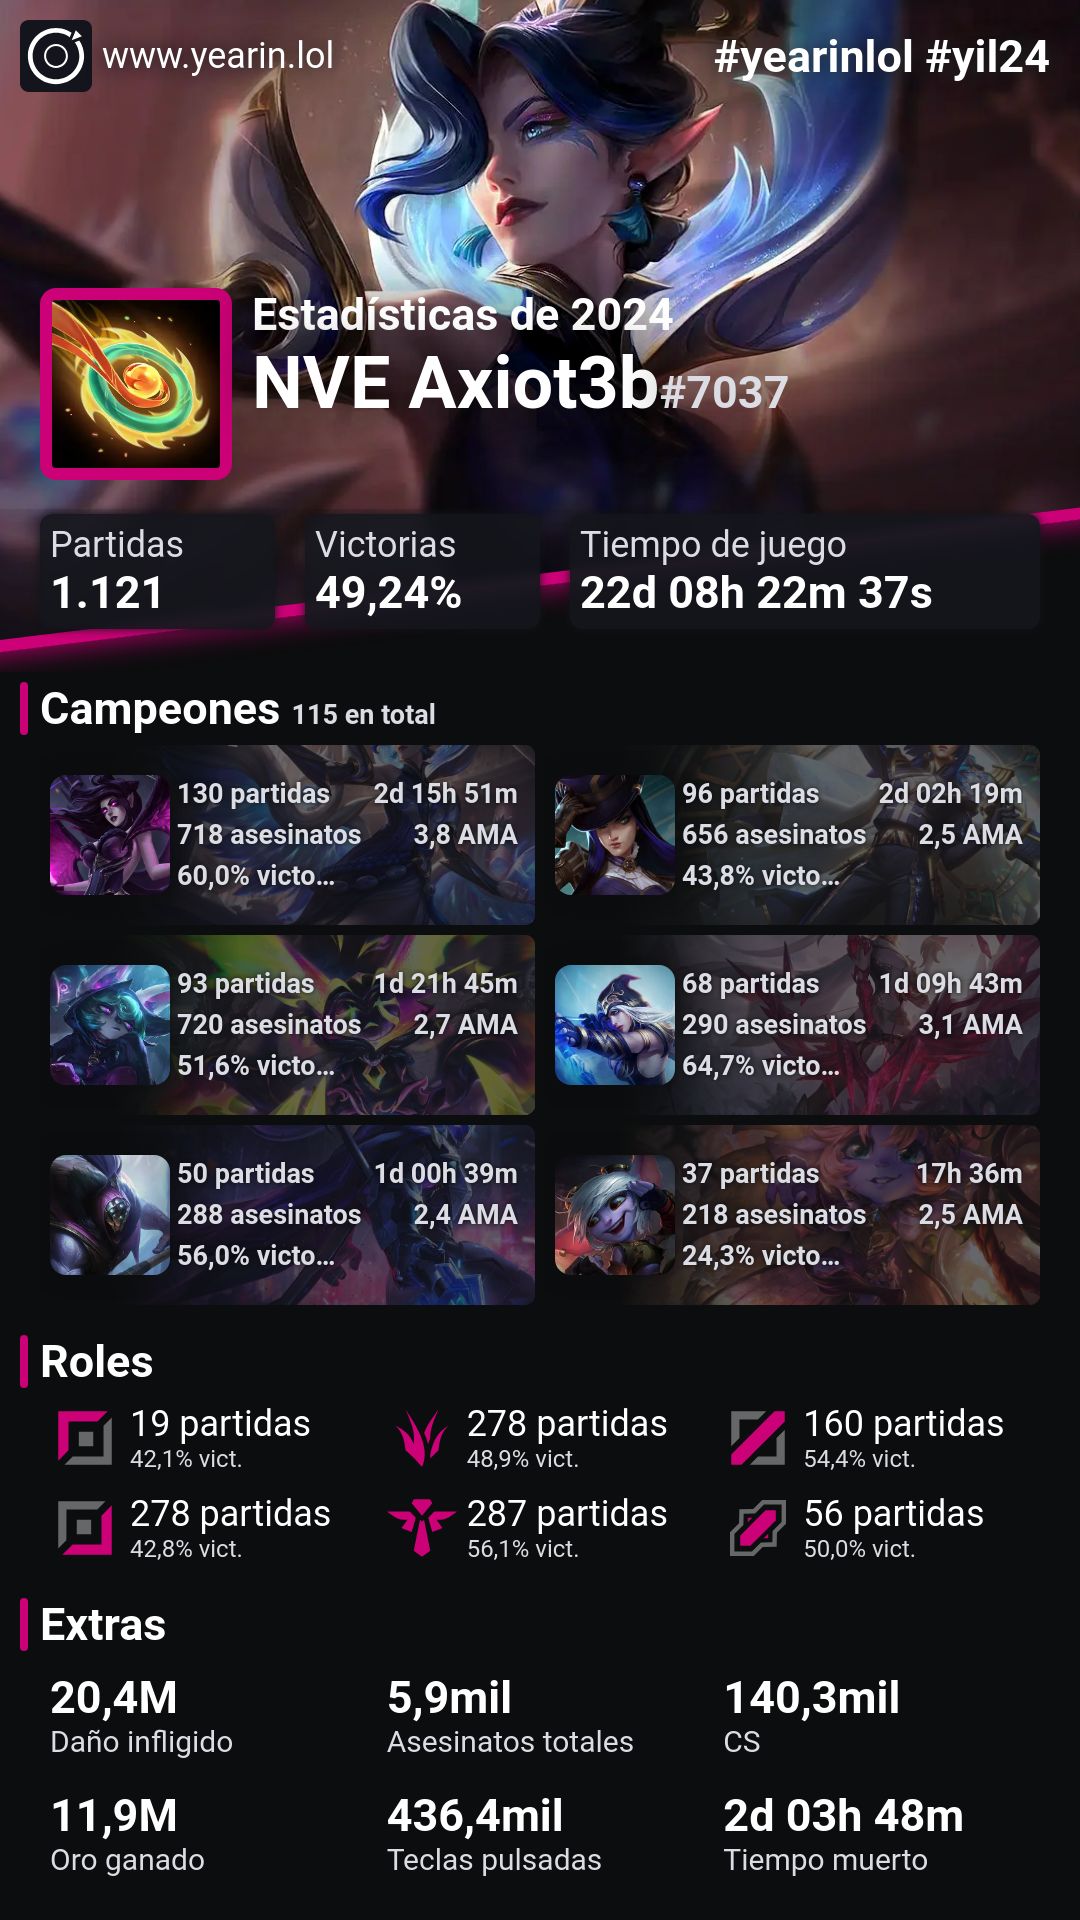 www.yearin.lol
#yearinlol #yil24
Estadísticas de 2024
NVE Axiot3b#7037
Partidas
1.121
Victorias
49,24%
Tiempo de juego
22d 08h 22m 37s
Campeones 115 en total
130 partidas 2d 15h 51m
718 asesinatos 3,8 AMA
60,0% victo...
96 partidas 2d 02h 19m
656 asesinatos 2,5 AMA
43,8% victo...
93 partidas 1d 21h 45m
720 asesinatos 2,7 AMA
51,6% victo...
68 partidas 1d 09h 43m
290 asesinatos 3,1 AMA
64,7% victo...
50 partidas 1d 00h 39m
288 asesinatos 2,4 AMA
56,0% victo...
37 partidas 17h 36m
218 asesinatos 2,5 AMA
24,3% victo...
Roles
19 partidas
42,1% vict.
278 partidas
48,9% vict.
160 partidas
54,4% vict.
278 partidas
42,8% vict.
287 partidas
56,1% vict.
56 partidas
50,0% vict.
Extras
20,4M
Daño infligido
5,9mil
Asesinatos totales
140,3mil
CS
11,9M
Oro ganado
436,4mil
Teclas pulsadas
2d 03h 48m
Tiempo muerto